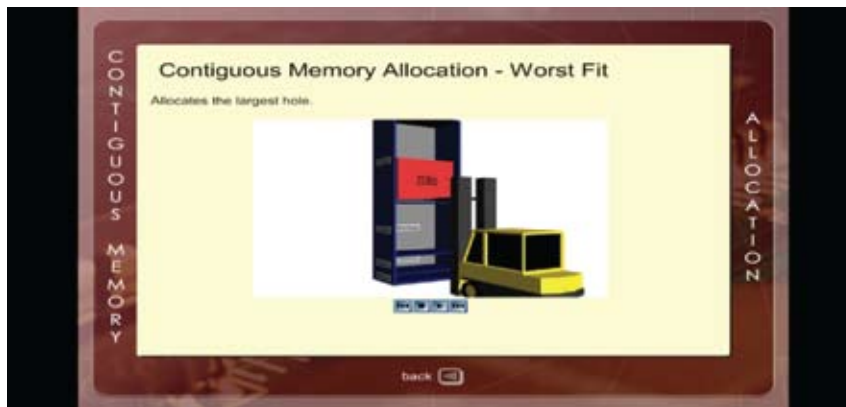 CONTIGUOUS MEMORY
Contiguous Memory Allocation - Worst Fit
Allocates the largest hole.
ALLOCATION
back